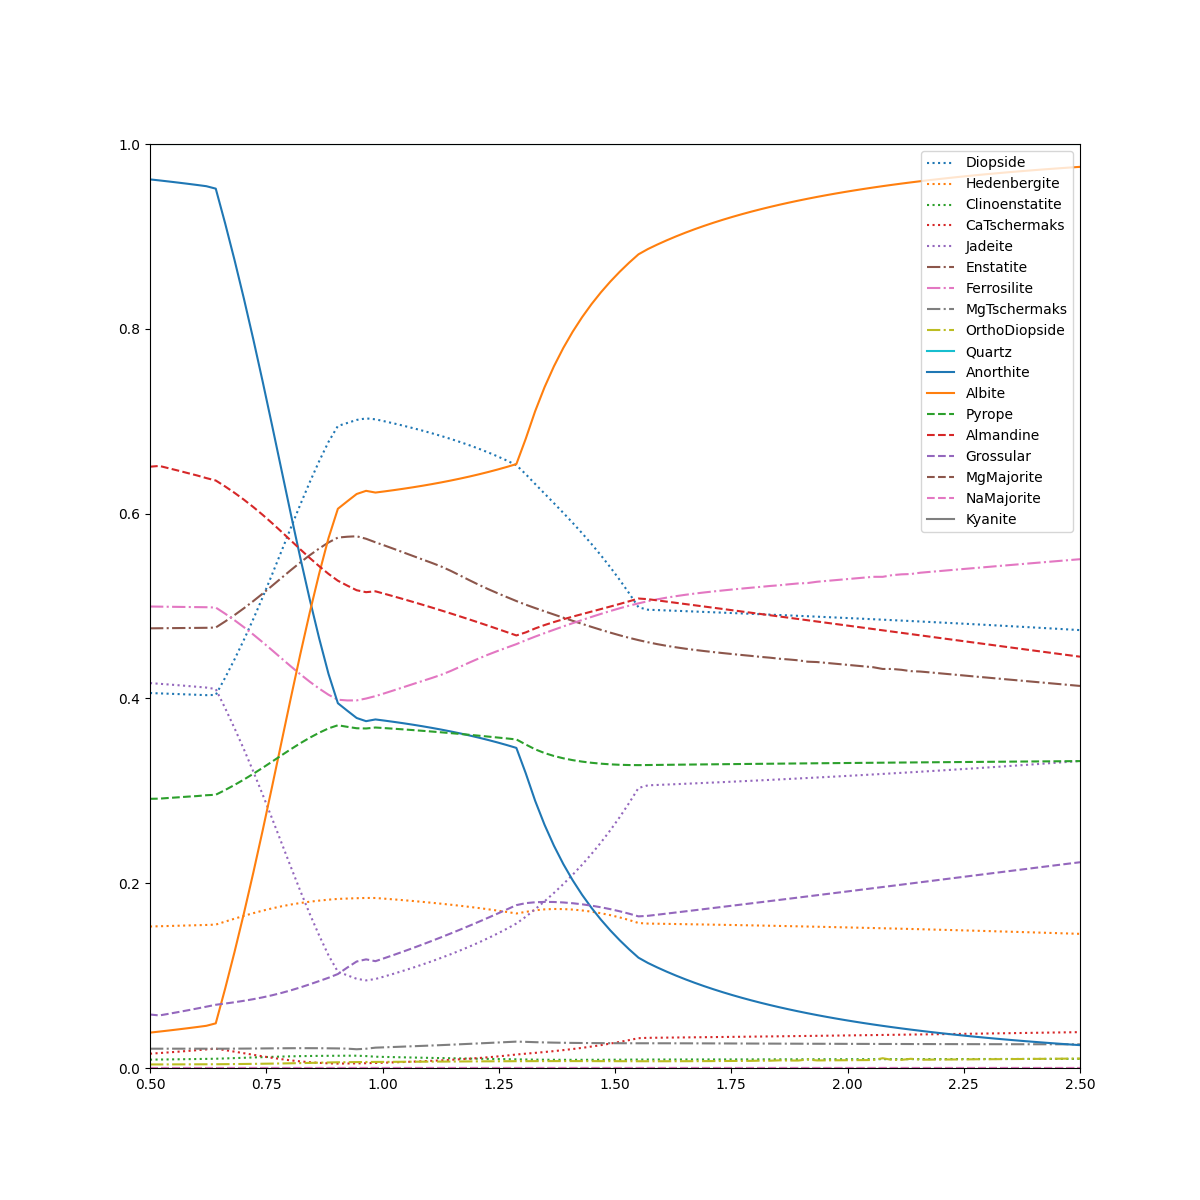 1.0
0.8
0.6
0.4
0.2
0.0
0.50
0.75
1.00
1.25
1.50
1.75
2.00
2.25
2.50
Diopside
Hedenbergite
Clinoenstatite
CaTschermaks
Jadeite
Enstatite
Ferrosilite
MgTschermaks
OrthoDiopside
Quartz
Anorthite
Albite
Pyrope
Almandine
Grossular
MgMajorite
NaMajorite
Kyanite